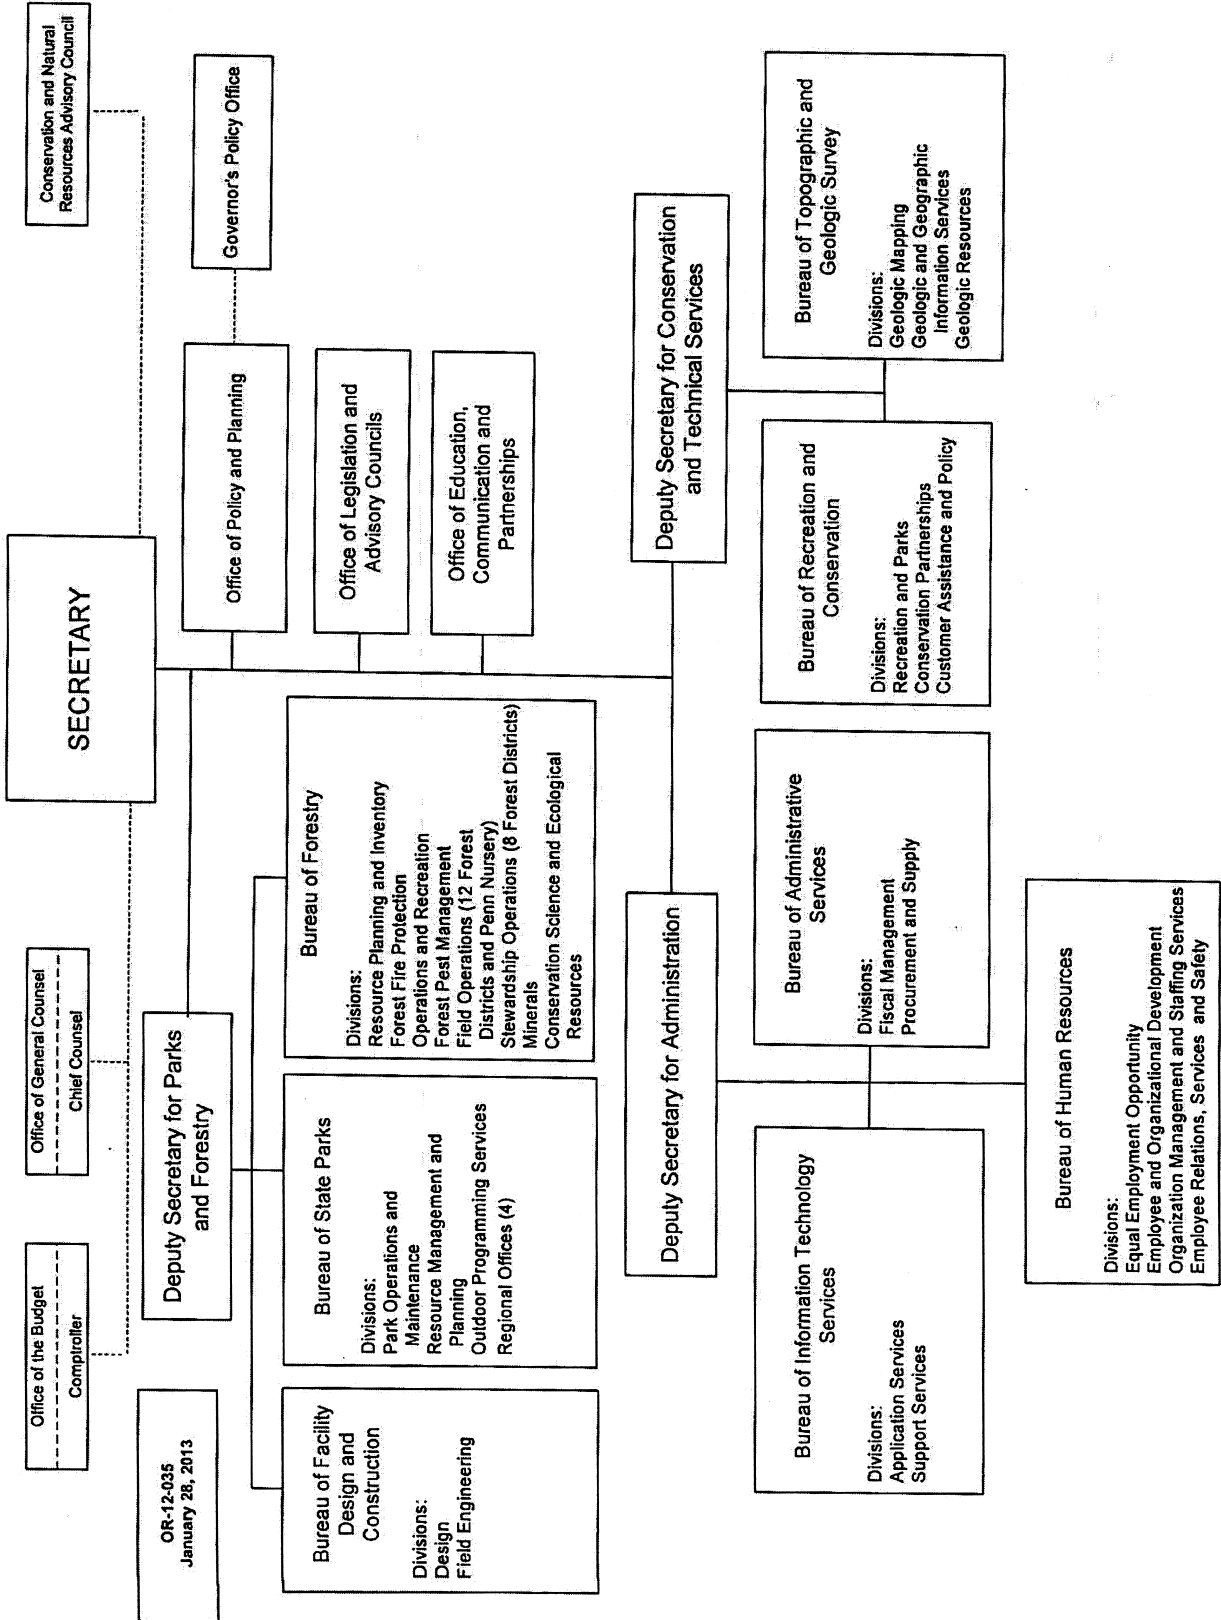 OR-12-035
January 28, 2013
Office of the Budget
Comptroller
Office of General Counsel
Chief Counsel
SECRETARY
Conservation and Natural
Resources Advisory Council
Deputy Secretary for Parks
and Forestry
Office of Policy and Planning
Governor's Policy Office
Office of Legislation and
Advisory Councils
Office of Education,
Communication and
Partnerships
Bureau of Facility
Design and
Construction
Divisions:
Design
Field Engineering
Bureau of State Parks
Divisions:
Park Operations and
Maintenance
Resource Management and
Planning
Outdoor Programming Services
Regional Offices (4)
Bureau of Forestry
Divisions:
Resource Planning and Inventory
Forest Fire Protection
Operations and Recreation
Forest Pest Management
Field Operations (12 Forest
Districts and Penn Nursery)
Stewardship Operations (8 Forest Districts)
Minerals
Conservation Science and Ecological
Resources
Deputy Secretary for Administration
Deputy Secretary for Conservation
and Technical Services
Bureau of Information Technology
Services
Divisions:
Application Services
Support Services
Bureau of Administrative
Services
Divisions:
Fiscal Management
Procurement and Supply
Bureau of Recreation and
Conservation
Divisions:
Recreation and Parks
Conservation Partnerships
Customer Assistance and Policy
Bureau of Topographic and
Geologic Survey
Divisions:
Geologic Mapping
Geologic and Geographic
Information Services
Geologic Resources
Bureau of Human Resources
Divisions:
Equal Employment Opportunity
Employee and Organizational Development
Organization Management and Staffing Services
Employee Relations, Services and Safety